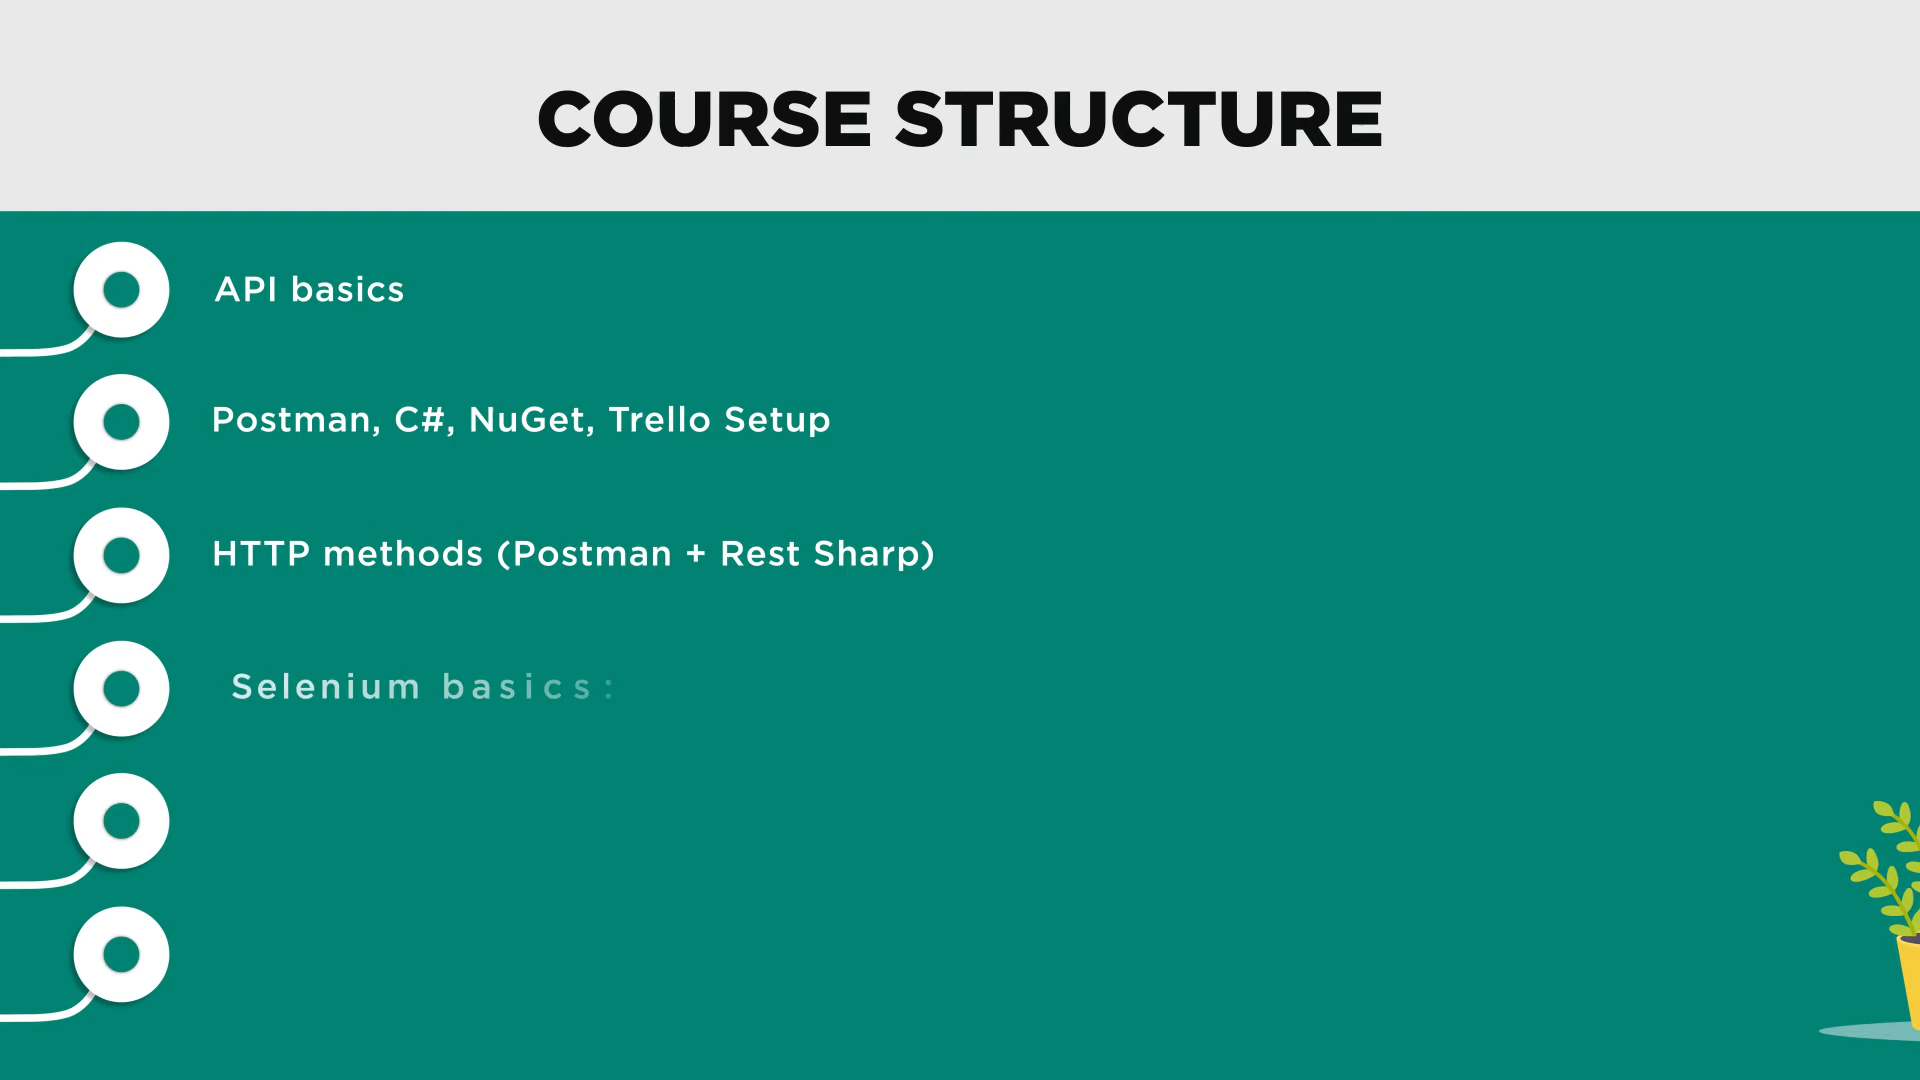 COURSE STRUCTURE
API basics
Postman, C#, NuGet, Trello Setup
HTTP methods (Postman + Rest Sharp)
Selenium basics: